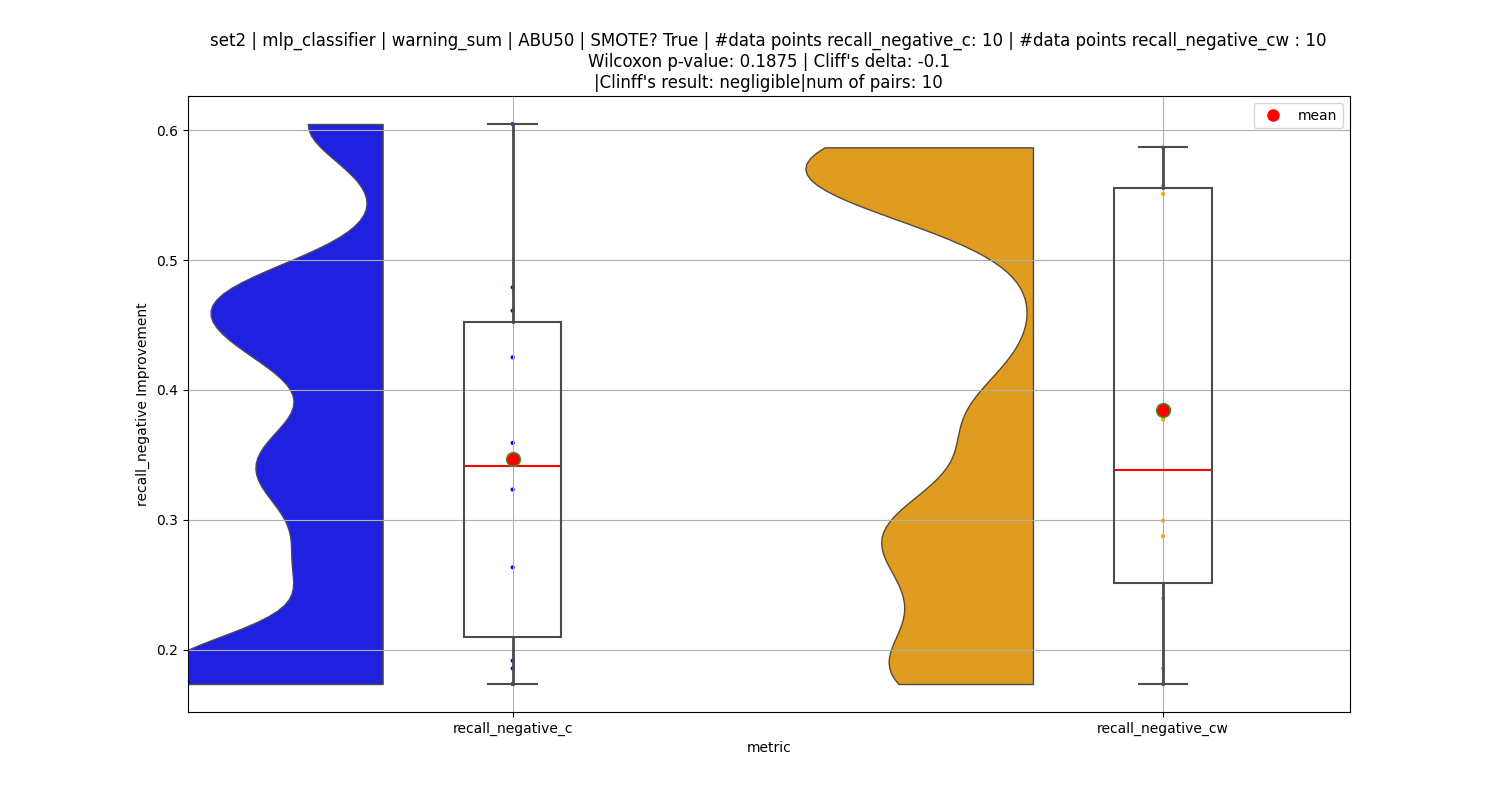 set2 | mlp_classifier | warning_sum | ABU50 | SMOTE? True | #data points recall_negative_c: 10 | #data points recall_negative_cw : 10
Wilcoxon p-value: 0.1875 | Cliff's delta: -0.1
|Clinff's result: negligible|num of pairs: 10
mean
0.6
0.5
0.4
0.3
0.2
recall_negative Improvement
recall_negative_c
recall_negative_cw
metric